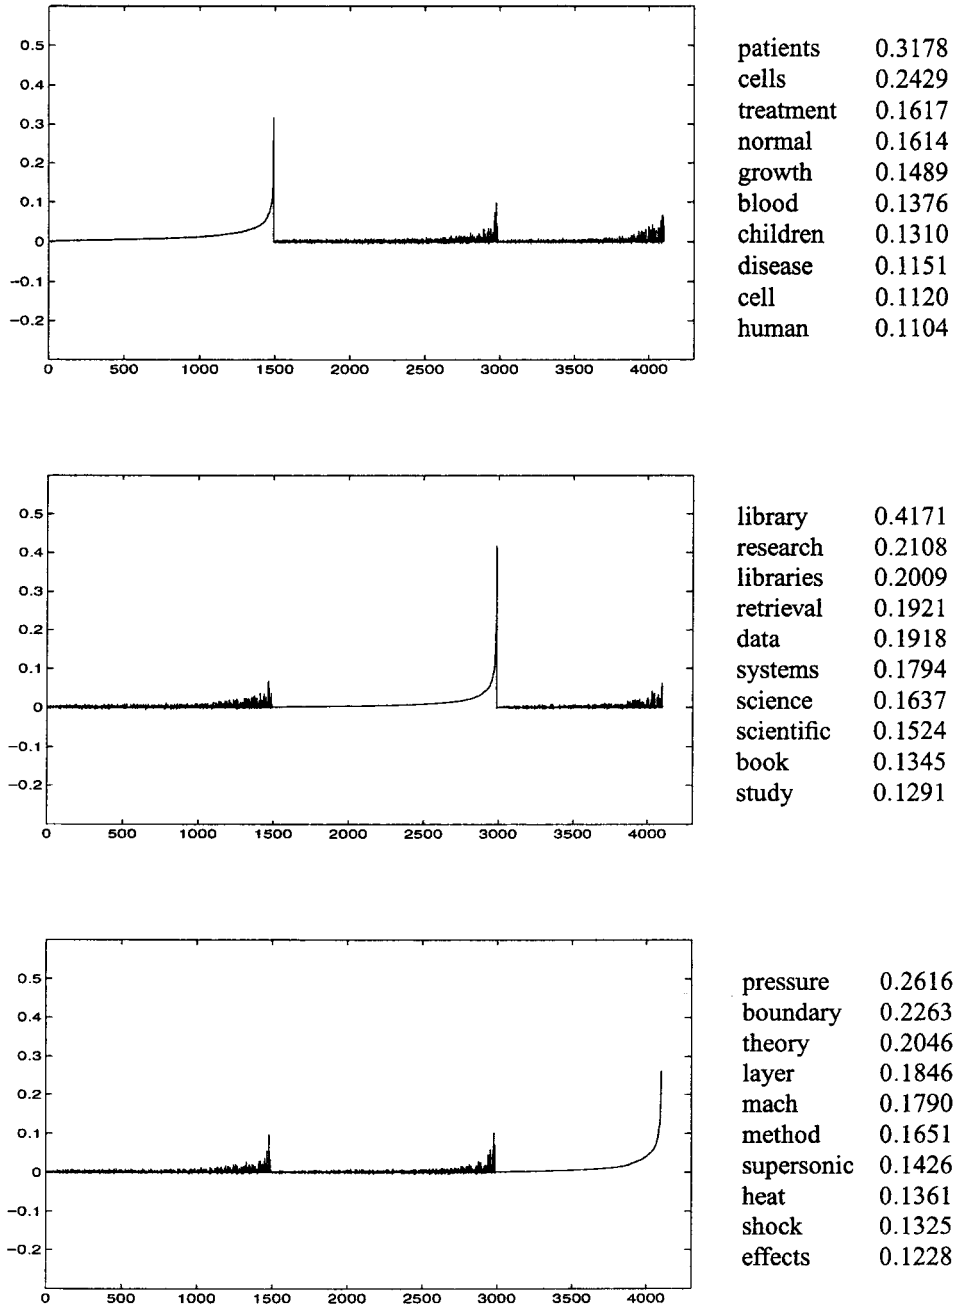 0.5
0.4
0.3
0.2
0.1
0
−0.1
−0.2
0 500 1000 1500 2000 2500 3000 3500 4000
patients 0.3178
cells 0.2429
treatment 0.1617
normal 0.1614
growth 0.1489
blood 0.1376
children 0.1310
disease 0.1151
cell 0.1120
human 0.1104
0.5
0.4
0.3
0.2
0.1
0
−0.1
−0.2
0 500 1000 1500 2000 2500 3000 3500 4000
library 0.4171
research 0.2108
libraries 0.2009
retrieval 0.1921
data 0.1918
systems 0.1794
science 0.1637
scientific 0.1524
book 0.1345
study 0.1291
0.5
0.4
0.3
0.2
0.1
0
−0.1
−0.2
0 500 1000 1500 2000 2500 3000 3500 4000
pressure 0.2616
boundary 0.2263
theory 0.2046
layer 0.1846
mach 0.1790
method 0.1651
supersonic 0.1426
heat 0.1361
shock 0.1325
effects 0.1228